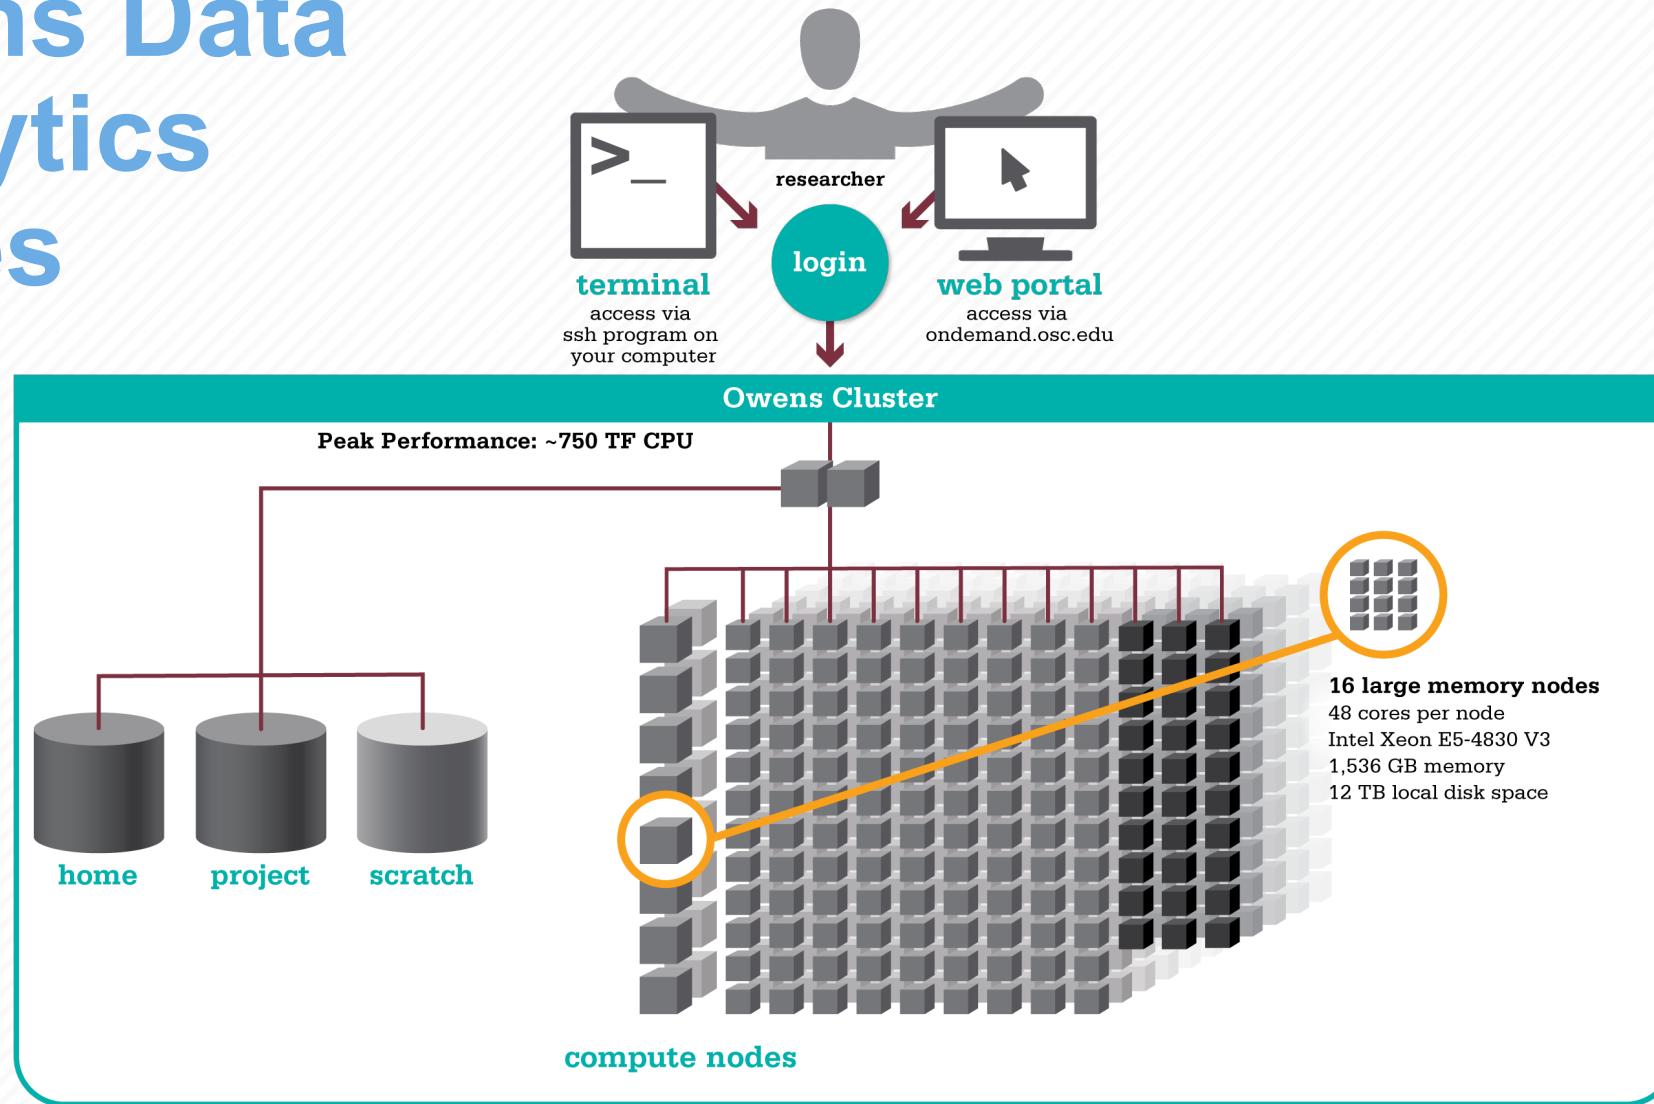 ns Data
ytics
es
>_
researcher
login
terminal
access via
ssh program on
your computer
web portal
access via
ondemand.osc.edu
Owens Cluster
Peak Performance: ~750 TF CPU
16 large memory nodes
48 cores per node
Intel Xeon E5-4830 V3
1,536 GB memory
12 TB local disk space
home
project
scratch
compute nodes